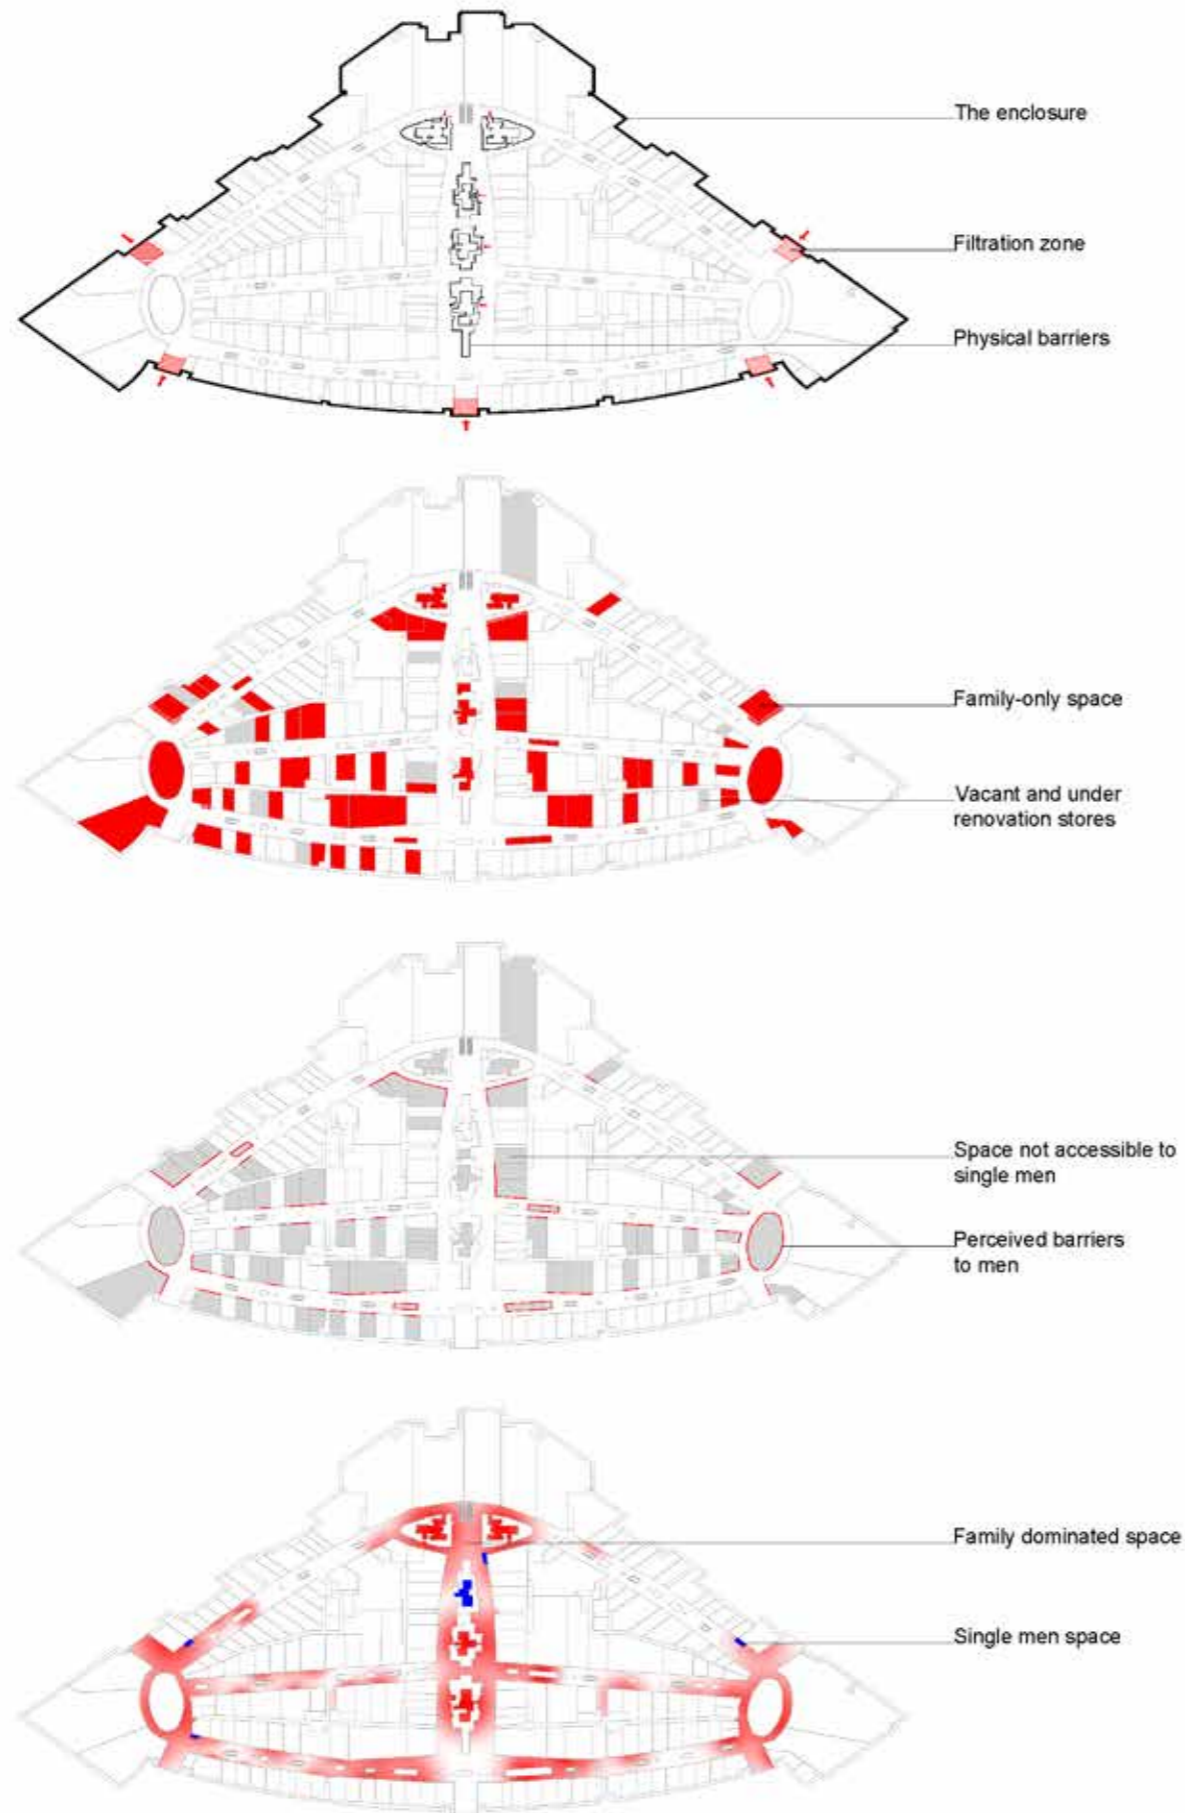 The enclosure
Filtration zone
Physical barriers
Family-only space
Vacant and under
renovation stores
Space not accessible to
single men
Perceived barriers
to men
Family dominated space
Single men space